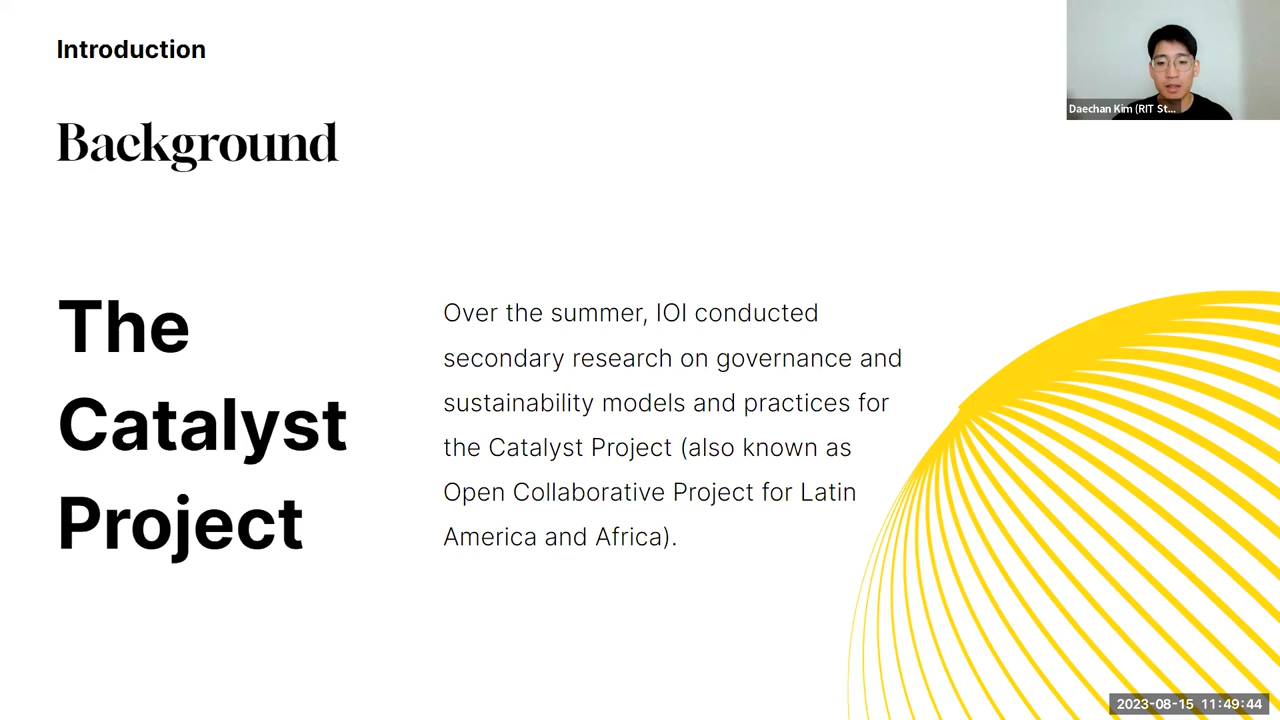 Introduction
Daechan Kim (RIT St...
Background
The
Catalyst
Project
Over the summer, IOI conducted
secondary research on governance and
sustainability models and practices for
the Catalyst Project (also known as
Open Collaborative Project for Latin
America and Africa).
2023-08-15 11:49:44